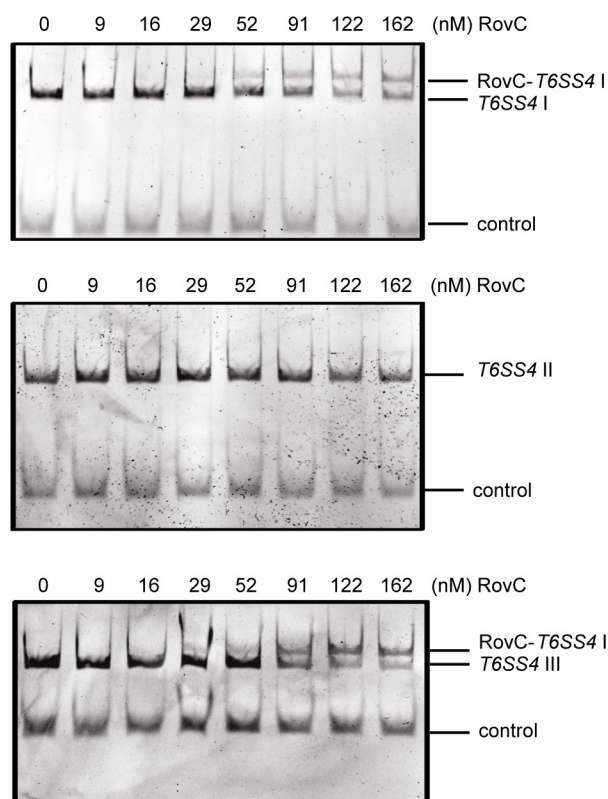 0 9 16 29 52 91 122 162 (nM) RovC
RovC-T6SS4 I
T6SS4 I
control
0 9 16 29 52 91 122 162 (nM) RovC
T6SS4 II
control
0 9 16 29 52 91 122 162 (nM) RovC
RovC-T6SS4 I
T6SS4 III
control